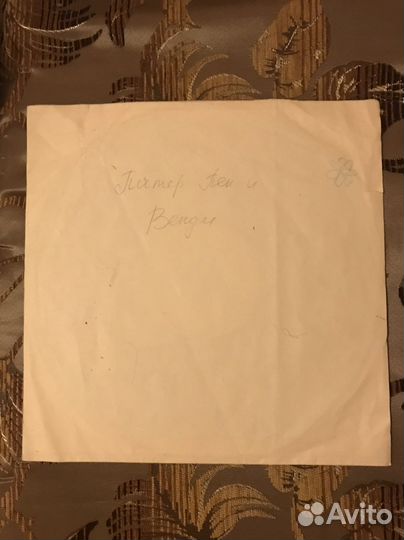 Питер Пен и
Венди
Avito